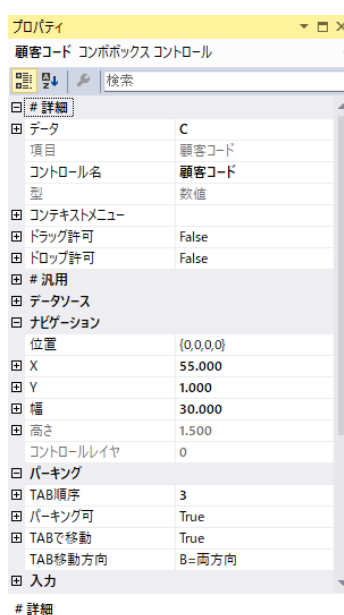 プロパティ
顧客コード コンボボックス コントロール
検索
# 詳細
データ C
項目 顧客コード
コントロール名 顧客コード
型 数値
コンテキストメニュー
ドラッグ許可 False
ドロップ許可 False
# 汎用
データソース
ナビゲーション
位置 {0,0,0,0}
X 55.000
Y 1.000
幅 30.000
高さ 1.500
コントロールレイヤ 0
パーキング
TAB順序 3
パーキング可 True
TABで移動 True
TAB移動方向 B=両方向
入力
# 詳細